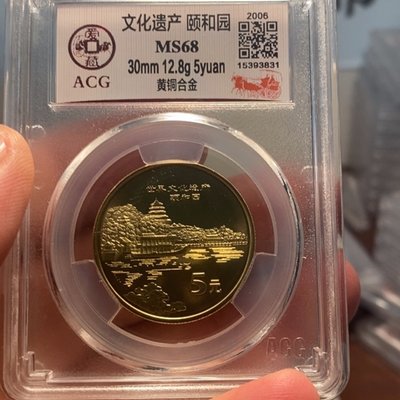 文化遗产 颐和园
MS68
30mm 12.8g 5yuan
黄铜合金
ACG
2006
15393831
世界文化遗产
颐和园
5元
ACG